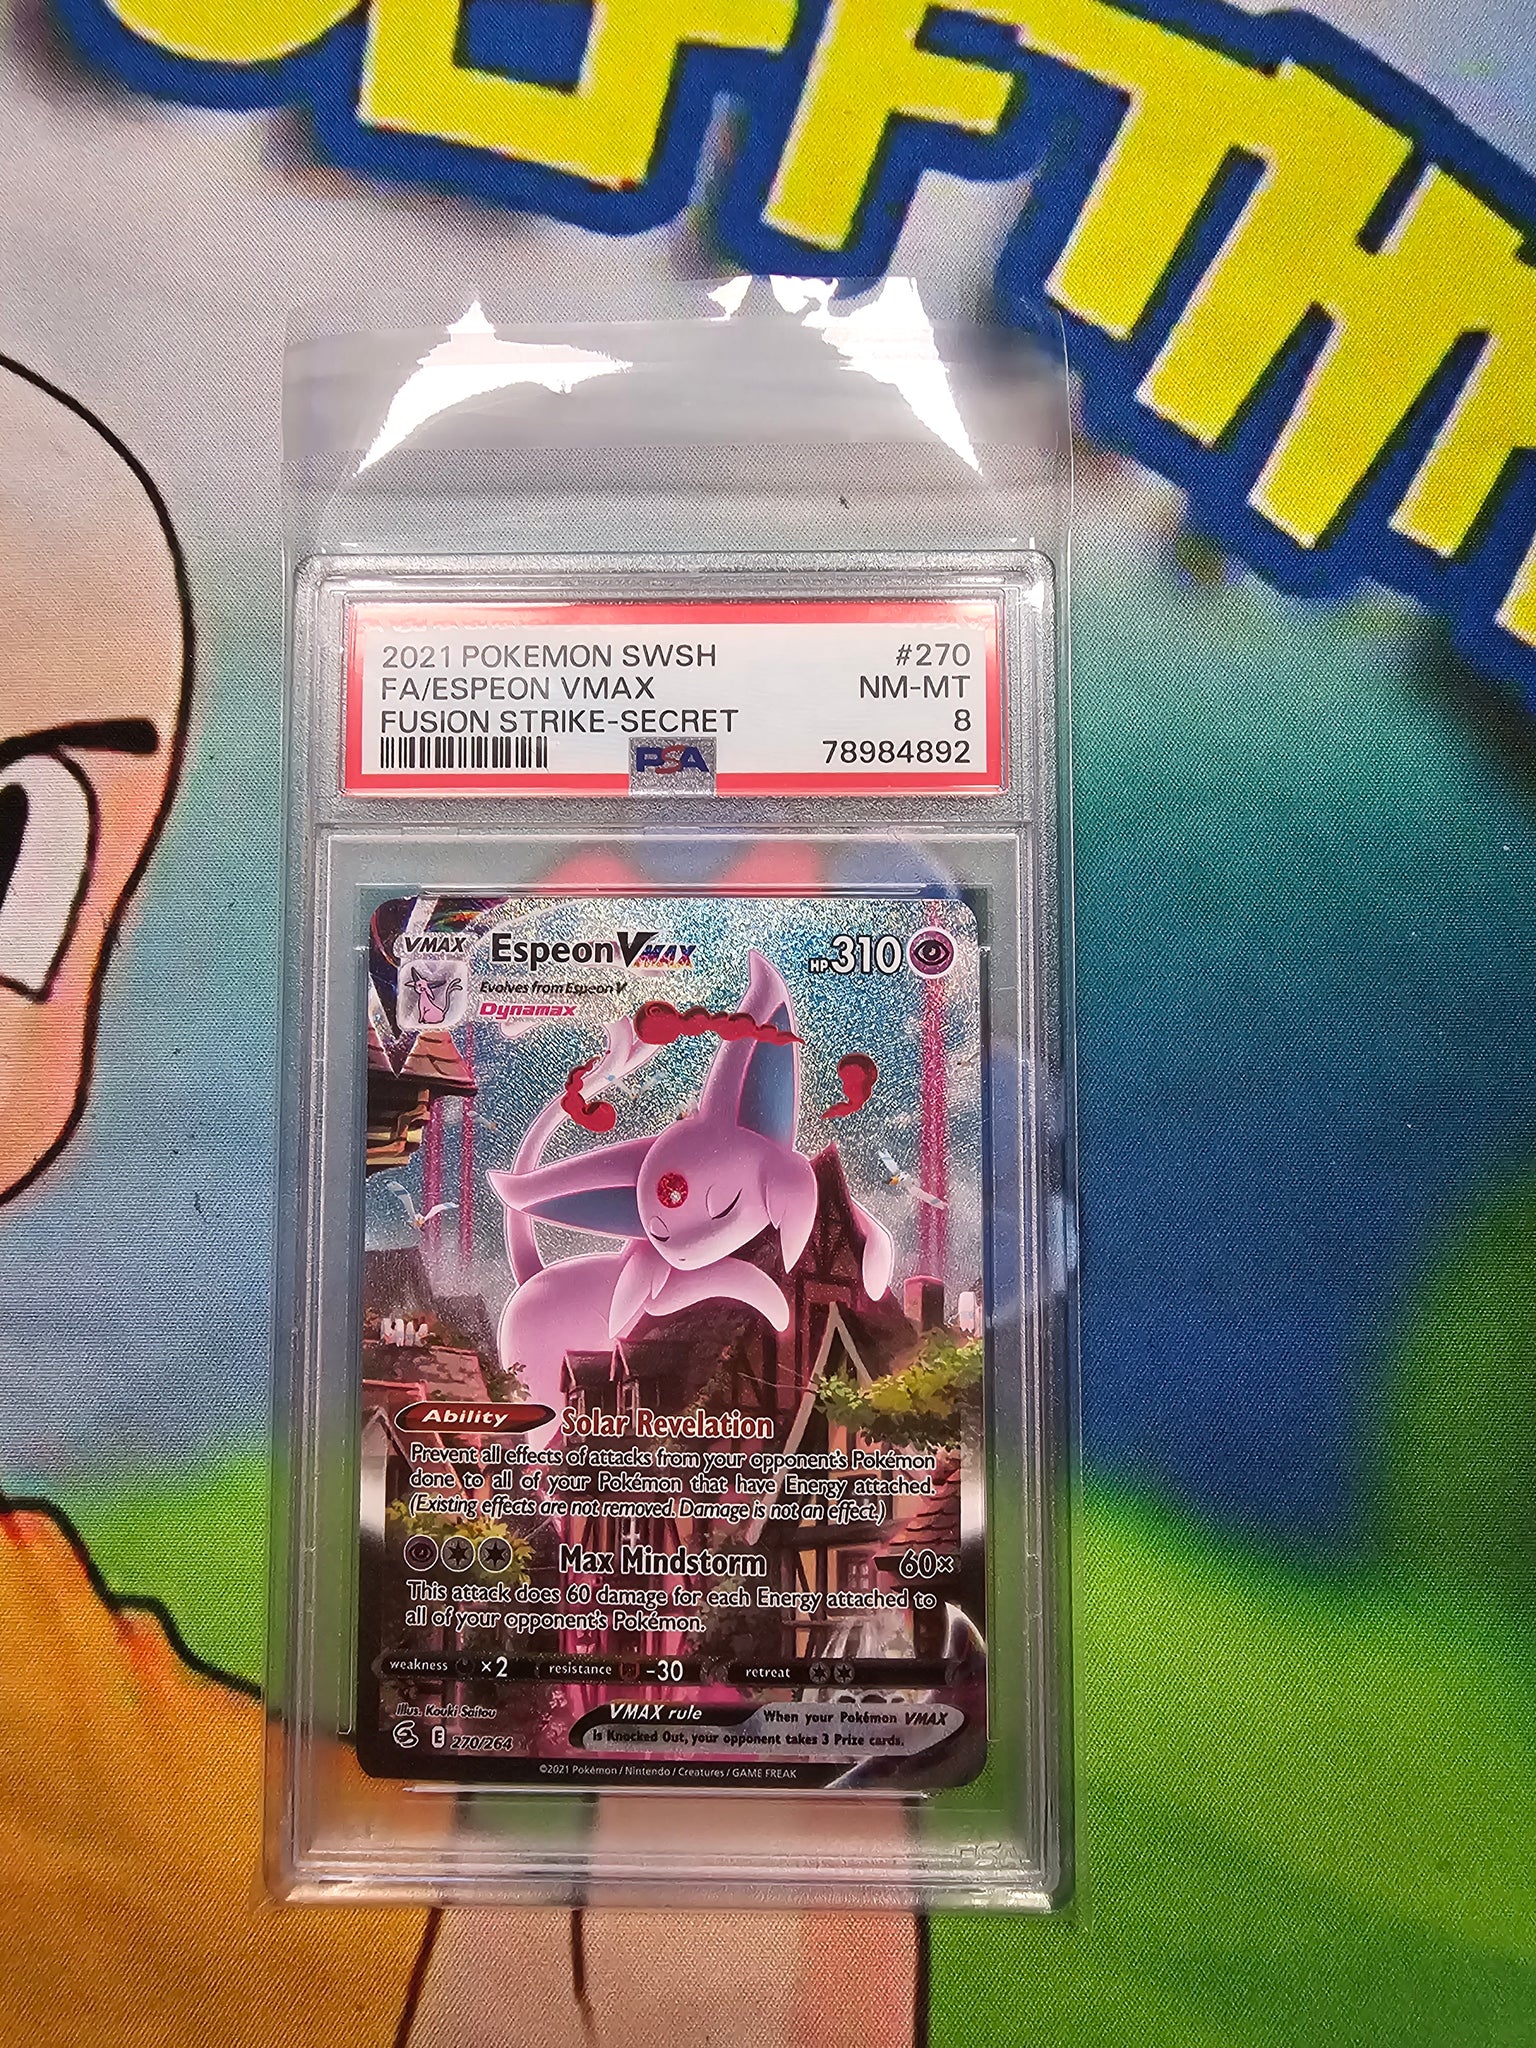 2021 POKEMON SWSH #270
FA/ESPEON VMAX NM-MT
FUSION STRIKE-SECRET 8
PSA 78984892
VMAX Espeon VMAX HP310
Evolves from Espeon V
Dynamax
Ability Solar Revelation
Prevent all effects of attacks from your opponent's Pokémon
done to all of your Pokémon that have Energy attached.
(Existing effects are not removed. Damage is not an effect.)
Max Mindstorm 60×
This attack does 60 damage for each Energy attached to
all of your opponent's Pokémon.
weakness ×2 resistance -30 retreat
Illus. Kouki Saitou
VMAX rule When your Pokémon VMAX
is Knocked Out, your opponent takes 3 Prize cards.
E 270/264
©2021 Pokémon / Nintendo / Creatures / GAME FREAK
PSA